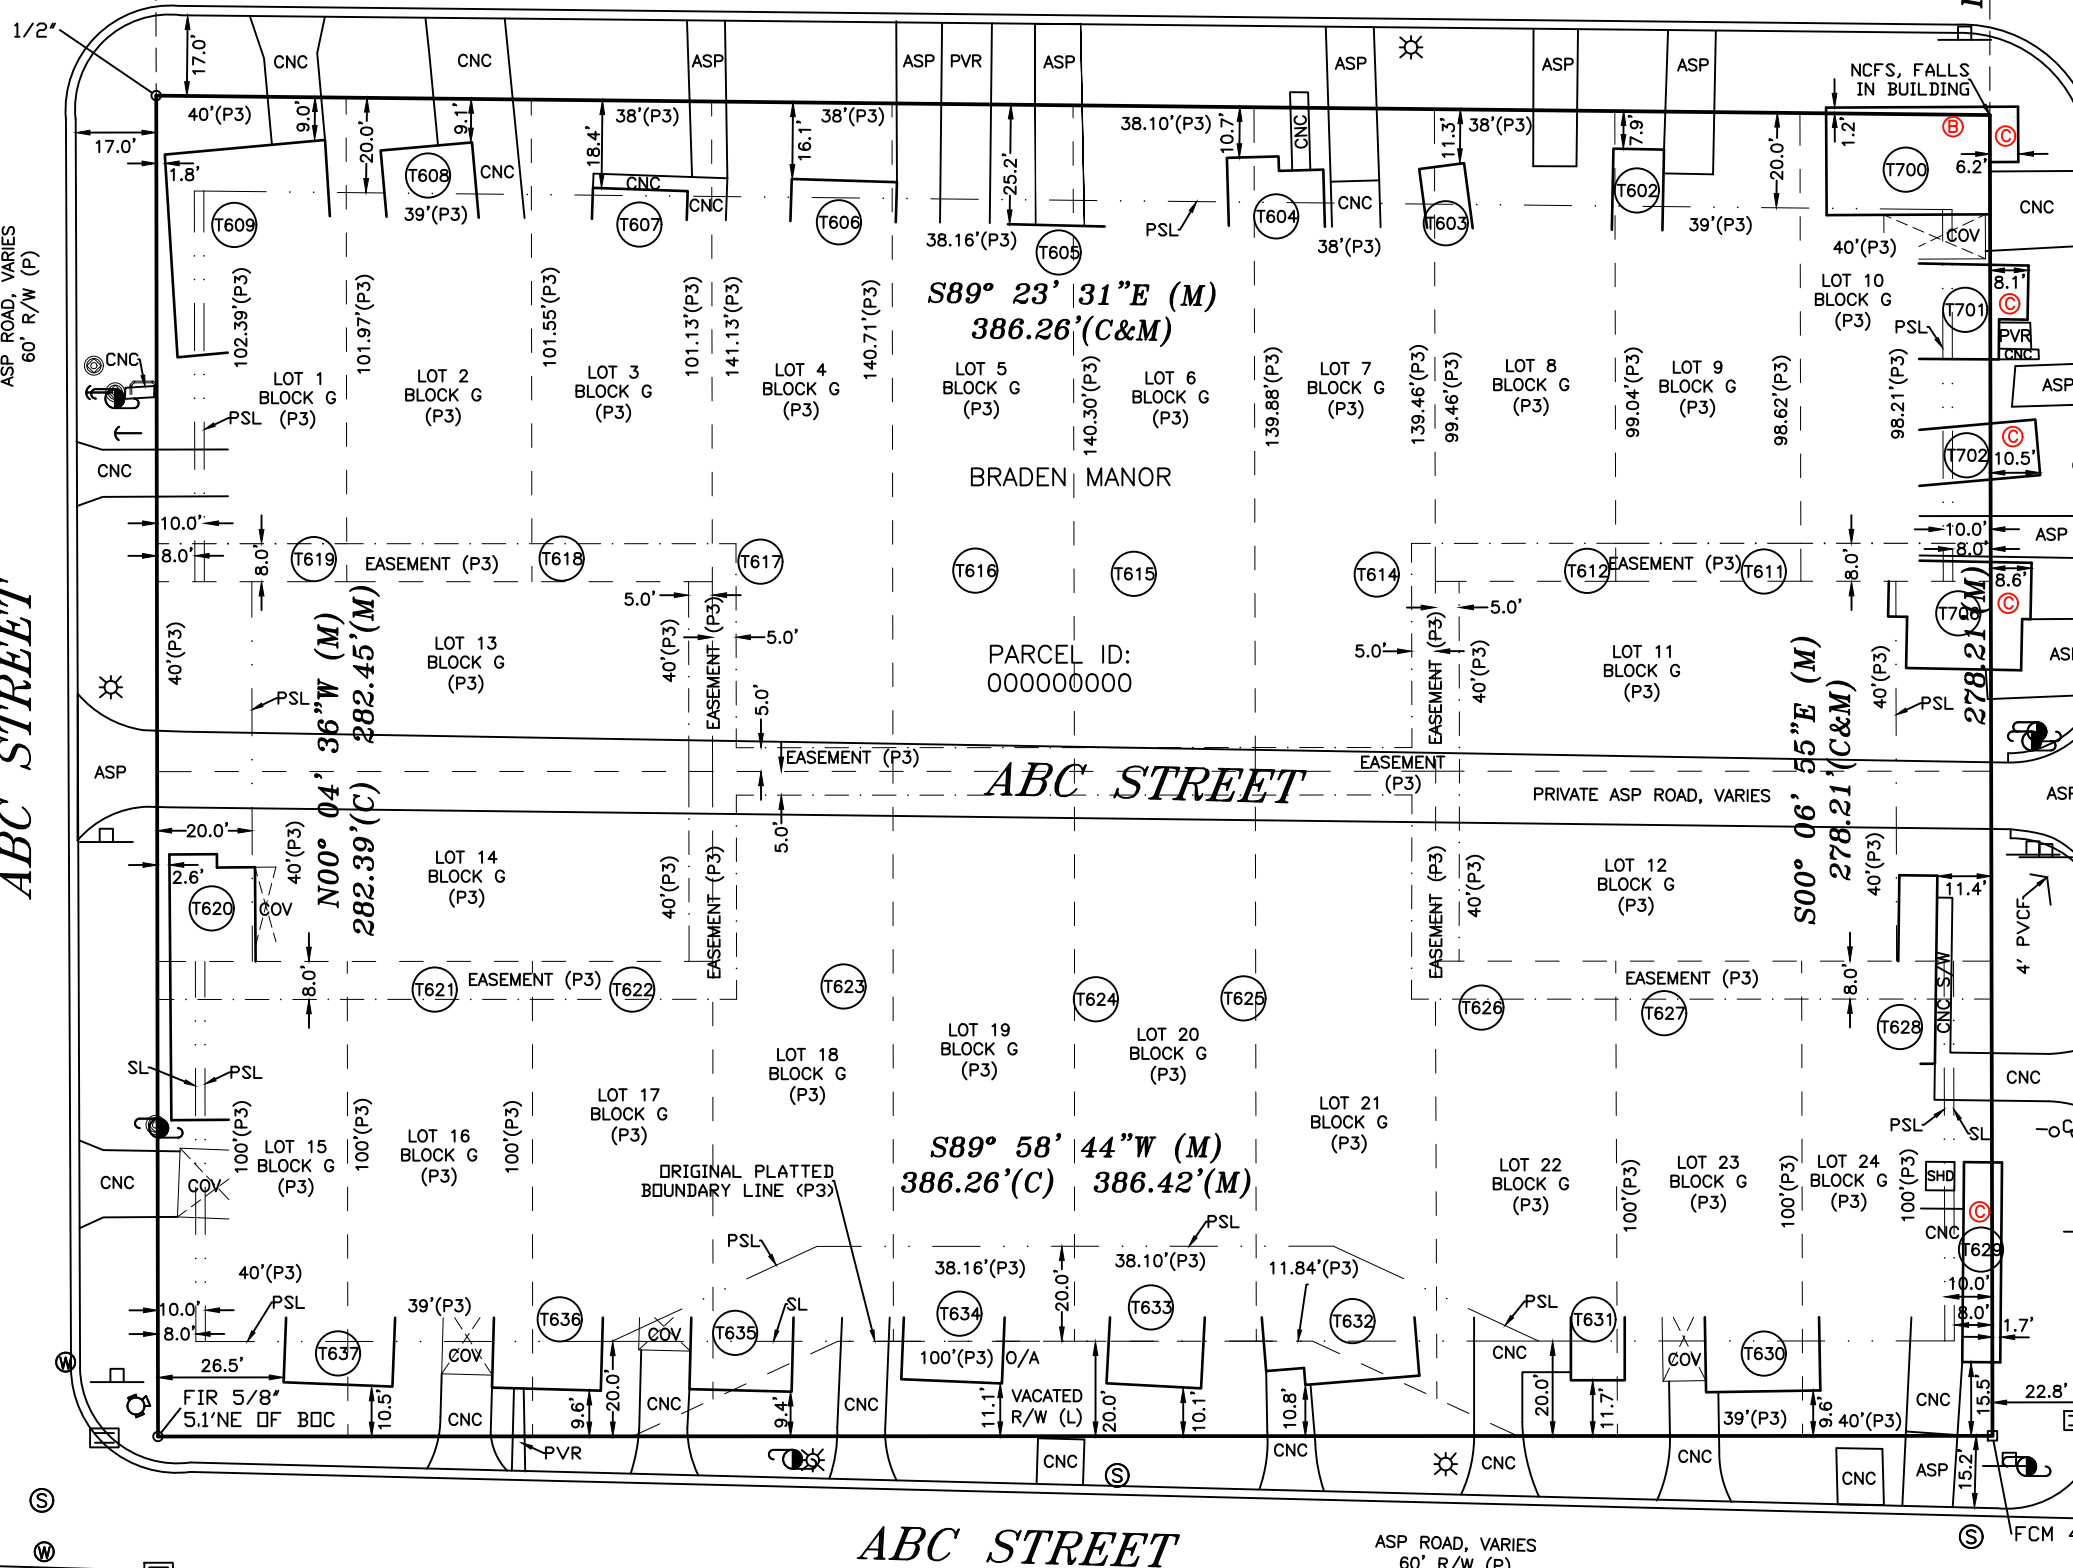 1/2"
17.0'
CNC
CNC
ASP
ASP
PVR
ASP
ASP
ASP
ASP
NCFS, FALLS
IN BUILDING
17.0'
40'(P3)
9.0'
20.0'
9.1'
18.4'
38'(P3)
16.1'
38'(P3)
25.2'
38.10'(P3)
10.7'
CNC
11.3'
38'(P3)
7.9'
20.0'
1.2'
B
C
6.2'
1.8'
T608
CNC
CNC
CNC
T700
CNC
T609
39'(P3)
T607
T606
38.16'(P3)
T605
PSL
T604
CNC
38'(P3)
T603
T602
39'(P3)
40'(P3)
COV
ASP ROAD, VARIES
60' R/W (P)
102.39'(P3)
101.97'(P3)
101.55'(P3)
101.13'(P3)
141.13'(P3)
140.71'(P3)
140.30'(P3)
139.88'(P3)
139.46'(P3)
99.46'(P3)
99.04'(P3)
98.62'(P3)
98.21'(P3)
S89° 23' 31"E (M)
386.26'(C&M)
LOT 10
BLOCK G
(P3)
PSL
8.1'
T701
C
PVR
CNC
CNC
LOT 1
BLOCK G
(P3)
LOT 2
BLOCK G
(P3)
LOT 3
BLOCK G
(P3)
LOT 4
BLOCK G
(P3)
LOT 5
BLOCK G
(P3)
LOT 6
BLOCK G
(P3)
LOT 7
BLOCK G
(P3)
LOT 8
BLOCK G
(P3)
LOT 9
BLOCK G
(P3)
ASP
PSL
CNC
T702
C
10.5'
BRADEN MANOR
10.0'
8.0'
8.0'
T619
EASEMENT (P3)
T618
T617
T616
T615
T614
T612
EASEMENT (P3)
T611
8.0'
10.0'
8.0'
ASP
8.6'
C
T706
5.0'
5.0'
5.0'
5.0'
ABC STREET
40'(P3)
N00° 04' 36"W (M)
282.39'(C) 282.45'(M)
LOT 13
BLOCK G
(P3)
PSL
40'(P3)
EASEMENT (P3)
PARCEL ID:
000000000
EASEMENT (P3)
40'(P3)
LOT 11
BLOCK G
(P3)
S00° 06' 55"E (M)
278.21'(C&M)
278.21'(M)
40'(P3)
PSL
5.0'
EASEMENT (P3)
ASP
ABC STREET
EASEMENT
(P3)
PRIVATE ASP ROAD, VARIES
5.0'
20.0'
2.6'
T620
COV
40'(P3)
LOT 14
BLOCK G
(P3)
40'(P3)
EASEMENT (P3)
EASEMENT (P3)
40'(P3)
LOT 12
BLOCK G
(P3)
40'(P3)
11.4'
4' PVCF
8.0'
T621
EASEMENT (P3)
T622
T623
T624
T625
T626
EASEMENT (P3)
T627
8.0'
T628
CNC S/W
SL
PSL
LOT 19
BLOCK G
(P3)
LOT 20
BLOCK G
(P3)
LOT 18
BLOCK G
(P3)
LOT 17
BLOCK G
(P3)
LOT 21
BLOCK G
(P3)
CNC
PSL
SL
100'(P3)
LOT 15
BLOCK G
(P3)
100'(P3)
LOT 16
BLOCK G
(P3)
100'(P3)
S89° 58' 44"W (M)
386.26'(C) 386.42'(M)
ORIGINAL PLATTED
BOUNDARY LINE (P3)
LOT 22
BLOCK G
(P3)
100'(P3)
LOT 23
BLOCK G
(P3)
100'(P3)
LOT 24
BLOCK G
(P3)
100'(P3)
SHD
C
CNC
T629
CNC
COV
PSL
PSL
40'(P3)
38.16'(P3)
20.0'
38.10'(P3)
11.84'(P3)
10.0'
8.0'
PSL
39'(P3)
T636
COV
T635
SL
T634
T633
T632
PSL
T631
10.0'
8.0'
1.7'
26.5'
T637
COV
100'(P3) O/A
CNC
COV
T630
FIR 5/8"
5.1'NE OF BOC
10.5'
CNC
9.6'
20.0'
CNC
9.4'
CNC
11.1'
VACATED
R/W (L)
20.0'
10.1'
10.8'
20.0'
11.7'
39'(P3)
9.6'
40'(P3)
CNC
15.5'
22.8'
W
PVR
CNC
S
CNC
CNC
CNC
CNC
ASP
15.2'
S
W
ABC STREET
ASP ROAD, VARIES
60' R/W (P)
S
FCM